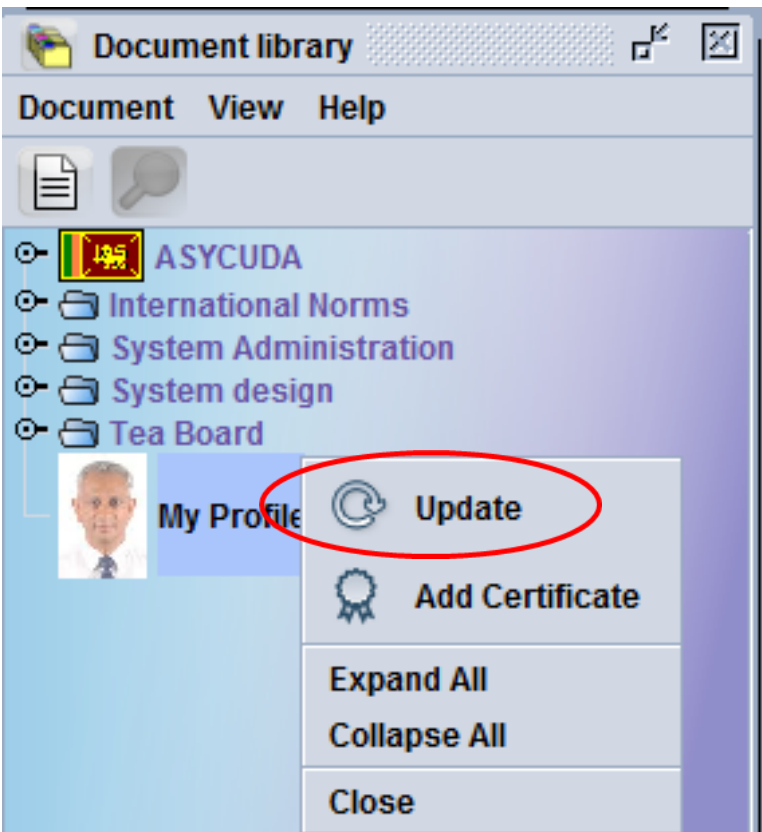 Document library
Document View Help
ASYCUDA
International Norms
System Administration
System design
Tea Board
My Profile
Update
Add Certificate
Expand All
Collapse All
Close